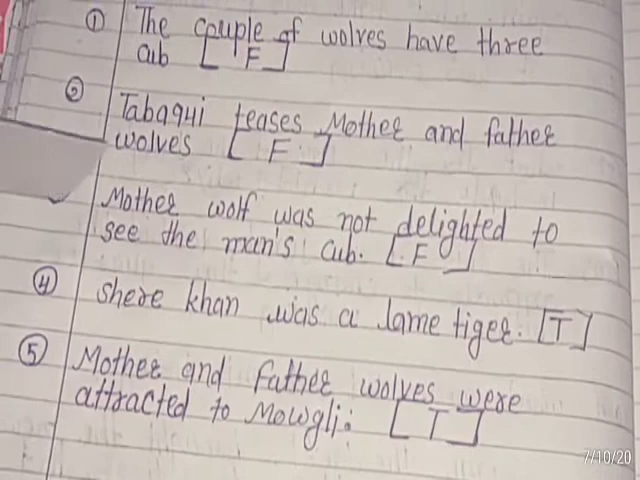 ① The couple of wolves have three
cub [ F ]
② Tabaqui teases Mother and father
wolves [ F ]
Mother wolf was not delighted to
see the man's cub. [ F ]
④ shere khan was a lame tiger. [T]
⑤ Mother and father wolves were
attracted to Mowgli. [ T ]
7/10/20